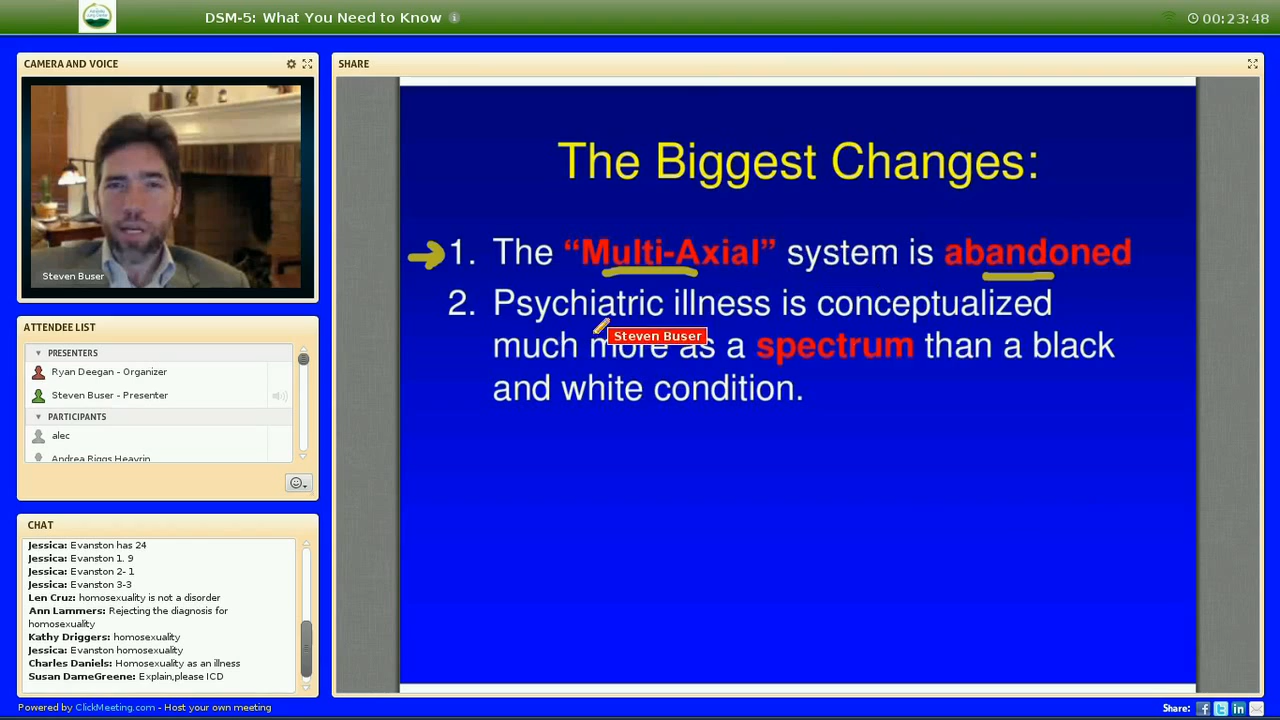 DSM-5: What You Need to Know
00:23:48
CAMERA AND VOICE
Steven Buser
ATTENDEE LIST
PRESENTERS
Ryan Deegan - Organizer
Steven Buser - Presenter
PARTICIPANTS
alec
Andrea Riggs Heavrin
CHAT
Jessica: Evanston has 24
Jessica: Evanston 1. 9
Jessica: Evanston 2- 1
Jessica: Evanston 3-3
Len Cruz: homosexuality is not a disorder
Ann Lammers: Rejecting the diagnosis for
homosexuality
Kathy Driggers: homosexuality
Jessica: Evanston homosexuality
Charles Daniels: Homosexuality as an illness
Susan DameGreene: Explain,please ICD
SHARE
The Biggest Changes:
1. The “Multi-Axial” system is abandoned
2. Psychiatric illness is conceptualized
Steven Buser
much more as a spectrum than a black
and white condition.
Powered by ClickMeeting.com - Host your own meeting
Share: